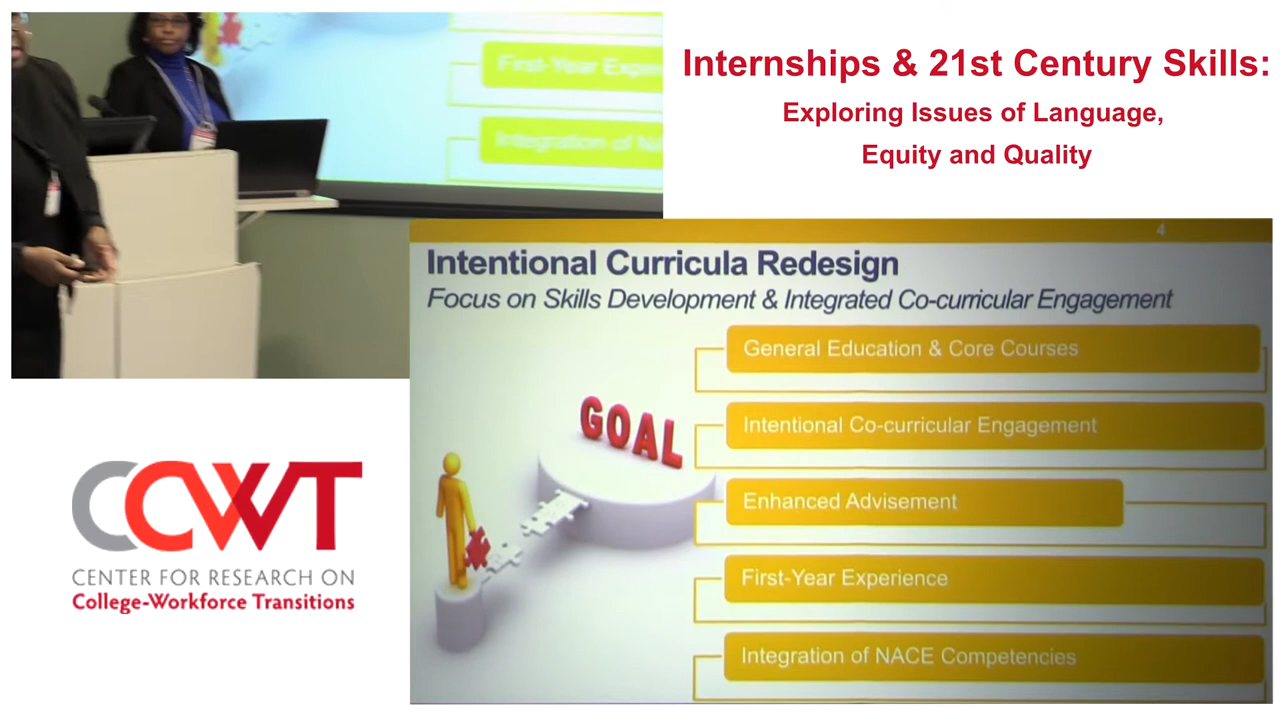 First-Year Exper
Integration of N
Internships & 21st Century Skills:
Exploring Issues of Language,
Equity and Quality
4
Intentional Curricula Redesign
Focus on Skills Development & Integrated Co-curricular Engagement
General Education & Core Courses
GOAL
Intentional Co-curricular Engagement
Enhanced Advisement
First-Year Experience
Integration of NACE Competencies
CCWT
CENTER FOR RESEARCH ON
College-Workforce Transitions